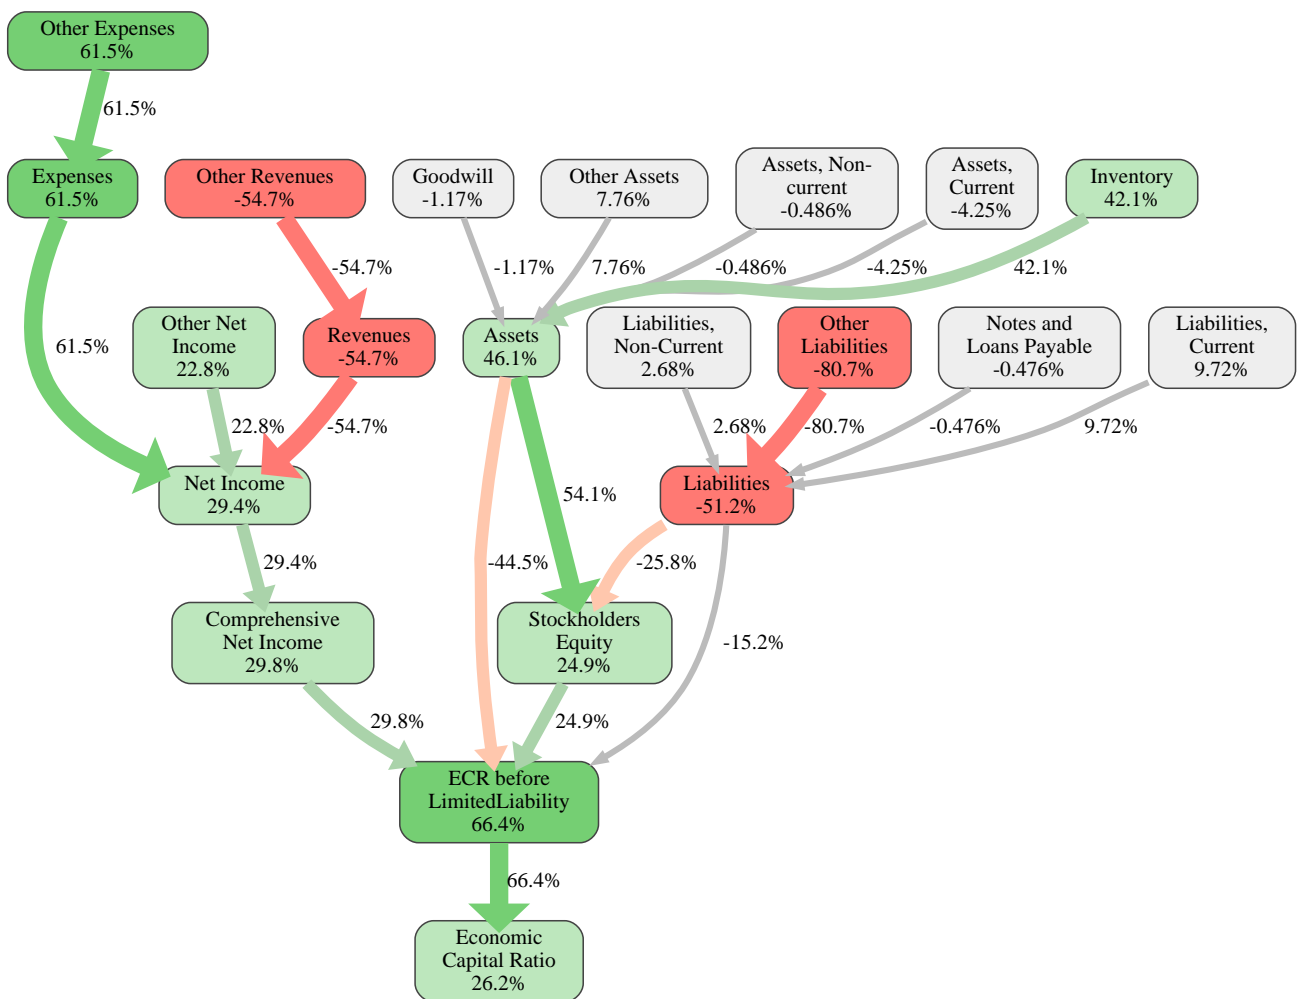 Other Expenses
61.5%
61.5%
Expenses
61.5%
Other Revenues
-54.7%
Goodwill
-1.17%
Other Assets
7.76%
Assets, Non-
current
-0.486%
Assets,
Current
-4.25%
Inventory
42.1%
-54.7%
-1.17%
7.76%
-0.486%
-4.25%
42.1%
61.5%
Other Net
Income
22.8%
Revenues
-54.7%
Assets
46.1%
Liabilities,
Non-Current
2.68%
Other
Liabilities
-80.7%
Notes and
Loans Payable
-0.476%
Liabilities,
Current
9.72%
22.8%
-54.7%
2.68%
-80.7%
-0.476%
9.72%
Net Income
29.4%
54.1%
Liabilities
-51.2%
29.4%
-44.5%
-25.8%
Comprehensive
Net Income
29.8%
Stockholders
Equity
24.9%
-15.2%
29.8%
24.9%
ECR before
LimitedLiability
66.4%
66.4%
Economic
Capital Ratio
26.2%